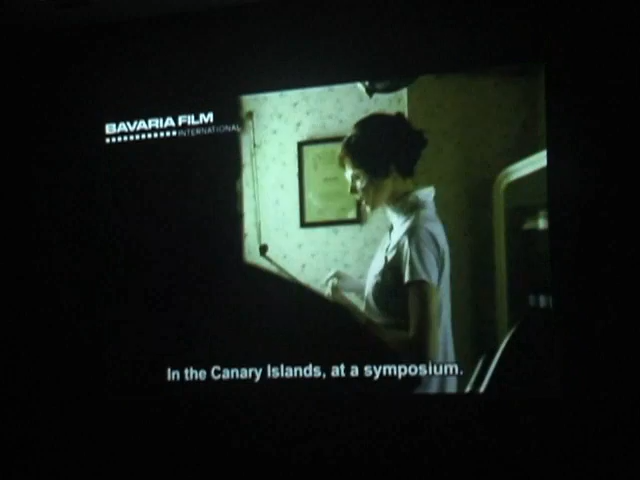 BAVARIA FILM
INTERNATIONAL
In the Canary Islands, at a symposium.